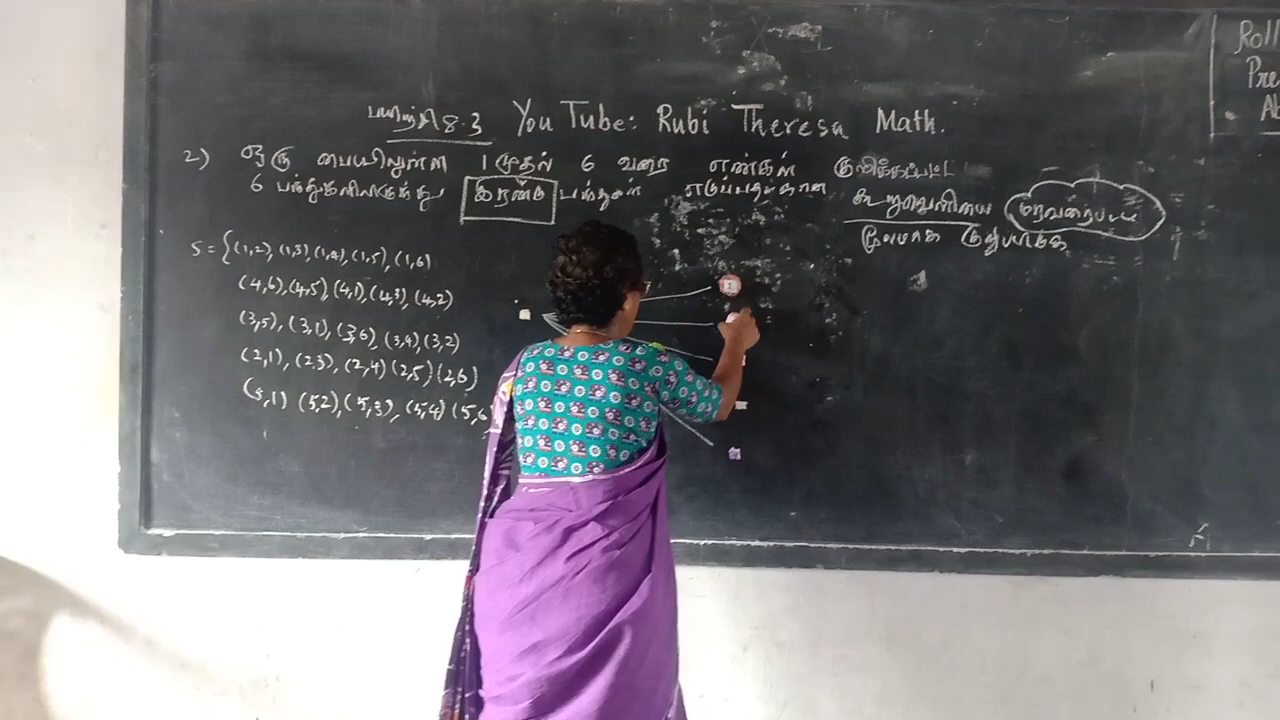 பயிற்சி 8.3 YouTube: Rubi Theresa Math.
2) ஒரு பையிலுள்ள 1 முதல் 6 வரை எண்கள் குறிக்கப்பட்ட
6 பந்துகளிலிருந்து இரண்டு பந்துகள் எடுப்பதற்கான
கூறுவெளியை மரவரைபடம்
மூலமாக குறிப்பிடுக
S = {(1,2), (1,3), (1,4), (1,5), (1,6)
(4,6), (4,5), (4,1), (4,3), (4,2)
(3,5), (3,1), (3,6), (3,4), (3,2)
(2,1), (2,3), (2,4) (2,5) (2,6)
(5,1) (5,2), (5,3), (5,4) (5,6
1
Roll
Pre